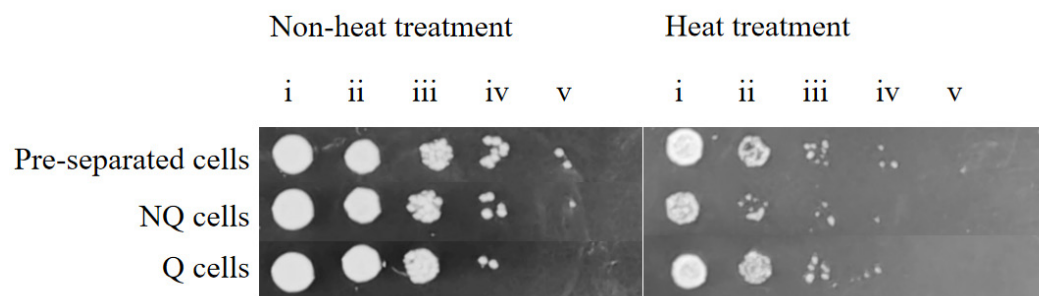 Non-heat treatment Heat treatment
i ii iii iv v i ii iii iv v
Pre-separated cells
NQ cells
Q cells